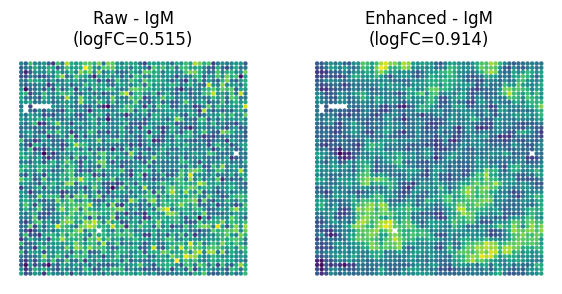 Raw - IgM
(logFC=0.515)
Enhanced - IgM
(logFC=0.914)